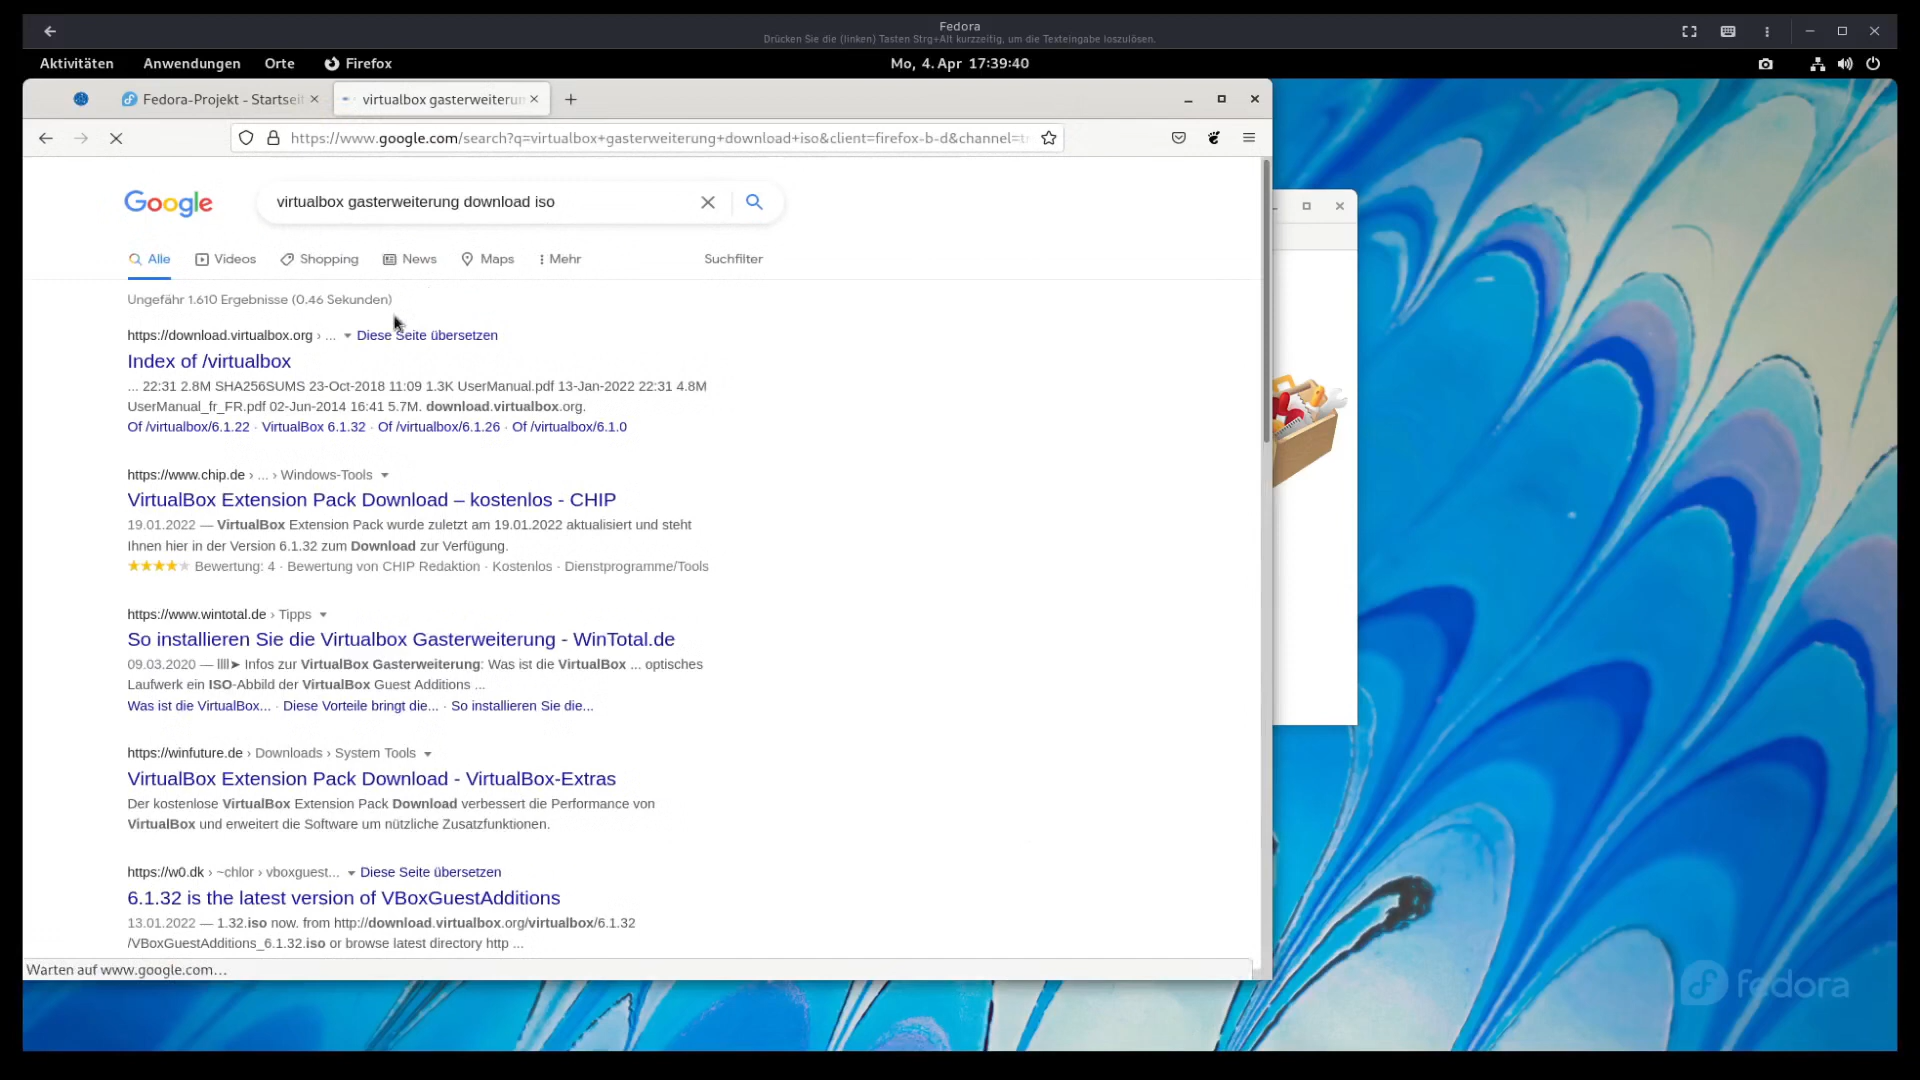 Fedora
Drücken Sie die (linken) Tasten Strg+Alt kurzzeitig, um die Texteingabe loszulösen.
Aktivitäten Anwendungen Orte Firefox Mo, 4. Apr 17:39:40
Fedora-Projekt - Startseit virtualbox gasterweiterun
https://www.google.com/search?q=virtualbox+gasterweiterung+download+iso&client=firefox-b-d&channel=tr
Google virtualbox gasterweiterung download iso
Alle Videos Shopping News Maps Mehr Suchfilter
Ungefähr 1.610 Ergebnisse (0.46 Sekunden)
https://download.virtualbox.org › ... Diese Seite übersetzen
Index of /virtualbox
... 22:31 2.8M SHA256SUMS 23-Oct-2018 11:09 1.3K UserManual.pdf 13-Jan-2022 22:31 4.8M
UserManual_fr_FR.pdf 02-Jun-2014 16:41 5.7M. download.virtualbox.org.
Of /virtualbox/6.1.22 · VirtualBox 6.1.32 · Of /virtualbox/6.1.26 · Of /virtualbox/6.1.0
https://www.chip.de › ... › Windows-Tools
VirtualBox Extension Pack Download – kostenlos - CHIP
19.01.2022 — VirtualBox Extension Pack wurde zuletzt am 19.01.2022 aktualisiert und steht
Ihnen hier in der Version 6.1.32 zum Download zur Verfügung.
Bewertung: 4 · Bewertung von CHIP Redaktion · Kostenlos · Dienstprogramme/Tools
https://www.wintotal.de › Tipps
So installieren Sie die Virtualbox Gasterweiterung - WinTotal.de
09.03.2020 — llll➤ Infos zur VirtualBox Gasterweiterung: Was ist die VirtualBox ... optisches
Laufwerk ein ISO-Abbild der VirtualBox Guest Additions ...
Was ist die VirtualBox... · Diese Vorteile bringt die... · So installieren Sie die...
https://winfuture.de › Downloads › System Tools
VirtualBox Extension Pack Download - VirtualBox-Extras
Der kostenlose VirtualBox Extension Pack Download verbessert die Performance von
VirtualBox und erweitert die Software um nützliche Zusatzfunktionen.
https://w0.dk › ~chlor › vboxguest... Diese Seite übersetzen
6.1.32 is the latest version of VBoxGuestAdditions
13.01.2022 — 1.32.iso now. from http://download.virtualbox.org/virtualbox/6.1.32
/VBoxGuestAdditions_6.1.32.iso or browse latest directory http ...
Warten auf www.google.com…
fedora